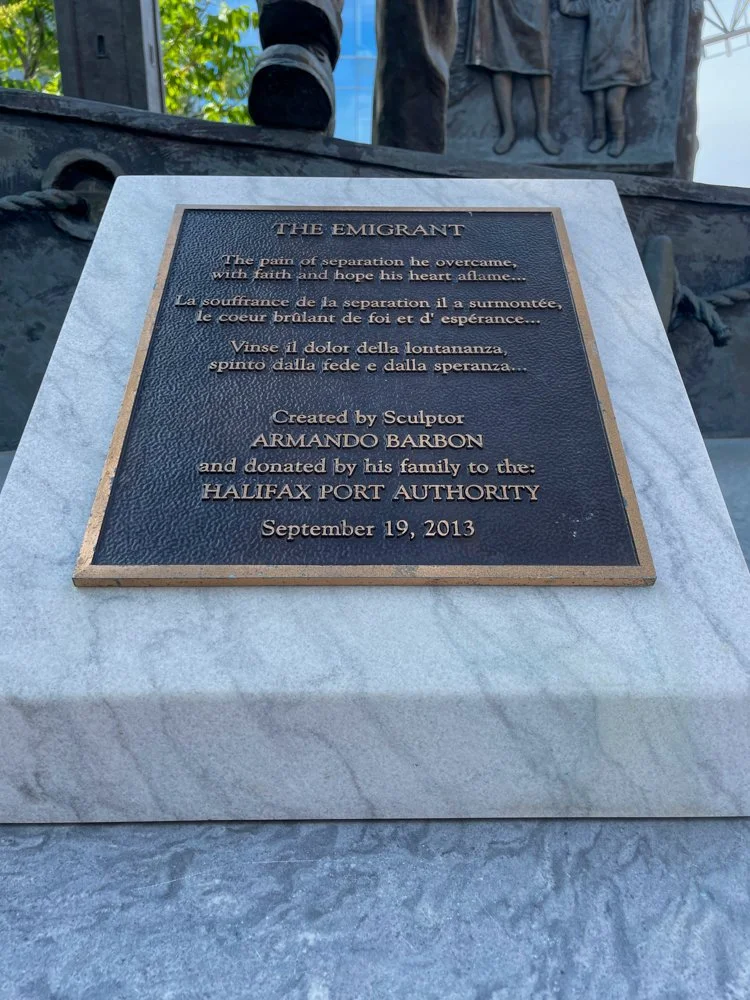 THE EMIGRANT
The pain of separation he overcame,
with faith and hope his heart aflame...
La souffrance de la separation il a surmontée,
le coeur brûlant de foi et d' espérance...
Vinse il dolor della lontananza,
spinto dalla fede e dalla speranza...
Created by Sculptor
ARMANDO BARBON
and donated by his family to the:
HALIFAX PORT AUTHORITY
September 19, 2013